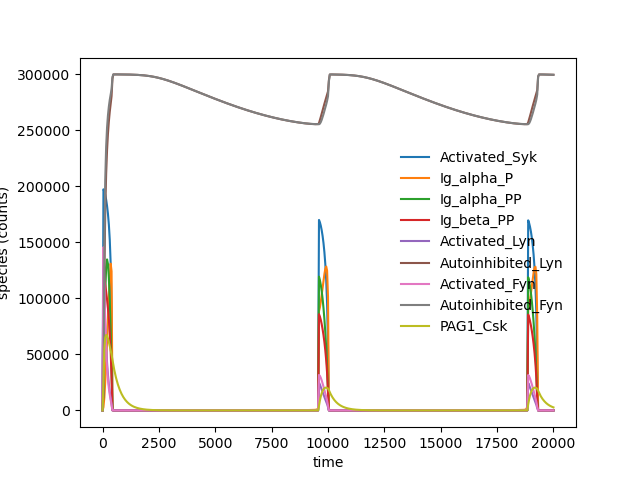 300000
250000
200000
150000
100000
50000
0
species (counts)
Activated_Syk
Ig_alpha_P
Ig_alpha_PP
Ig_beta_PP
Activated_Lyn
Autoinhibited_Lyn
Activated_Fyn
Autoinhibited_Fyn
PAG1_Csk
0 2500 5000 7500 10000 12500 15000 17500 20000
time